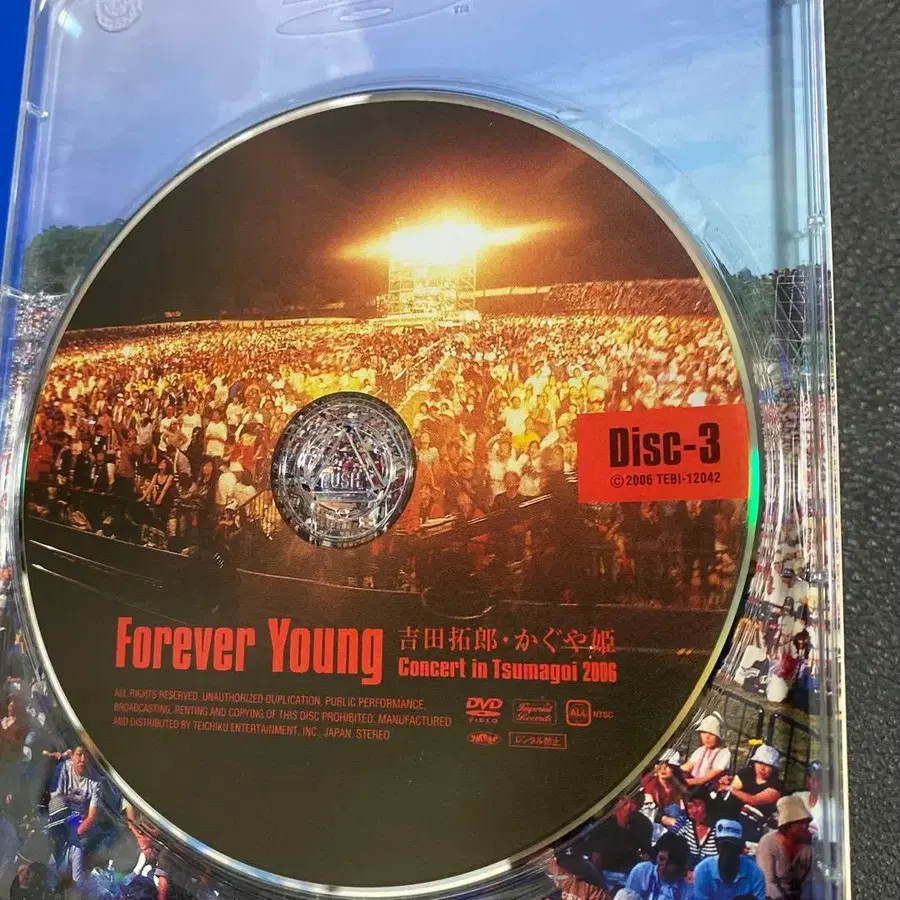 TM
PUSH
Disc-3
Ⓒ 2006 TEBI-12042
Forever Young 吉田拓郎・かぐや姫
Concert in Tsumagoi 2006
ALL RIGHTS RESERVED. UNAUTHORIZED DUPLICATION, PUBLIC PERFORMANCE,
BROADCASTING, RENTING AND COPYING OF THIS DISC PROHIBITED. MANUFACTURED
AND DISTRIBUTED BY TEICHIKU ENTERTAINMENT, INC., JAPAN. STEREO
DVD VIDEO
Imperial Records
ALL NTSC
レンタル禁止